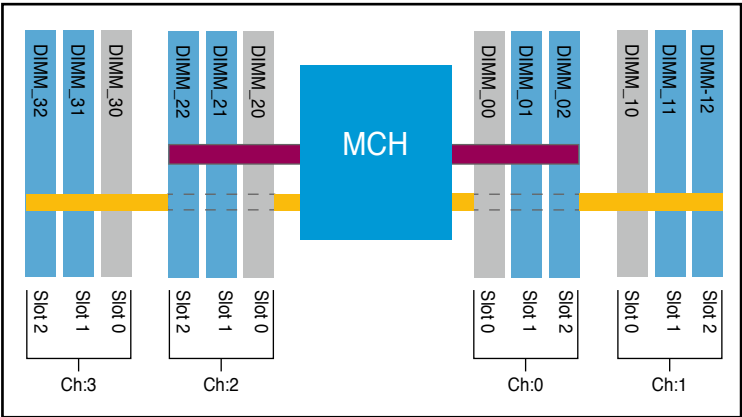 DIMM_32
DIMM_31
DIMM_30
DIMM_22
DIMM_21
DIMM_20
MCH
DIMM_00
DIMM_01
DIMM_02
DIMM_10
DIMM_11
DIMM-12
Slot 2
Slot 1
Slot 0
Slot 2
Slot 1
Slot 0
Slot 0
Slot 1
Slot 2
Slot 0
Slot 1
Slot 2
Ch:3
Ch:2
Ch:0
Ch:1